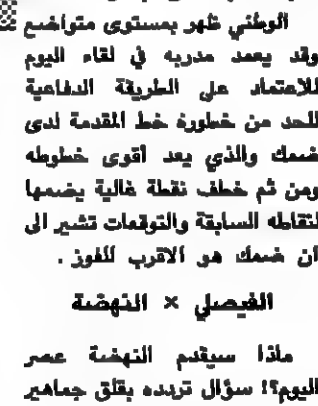 الوطني ظهر بمستوى متواضع
وقد يعمد مدربه في لقاء اليوم
للاعتماد على الطريقة الدفاعية
للحد من خطورة خط المقدمة لدى
ضمك والذي يعد أقوى خطوطه
ومن ثم خطف نقطة غالية يضمها
لنقاطه السابقة والتوقعات تشير الى
ان ضمك هو الاقرب للفوز .
الفيصلي × النهضة
ماذا سيقدم النهضة عصر
اليوم؟! سؤال تردده بقلق جماهير